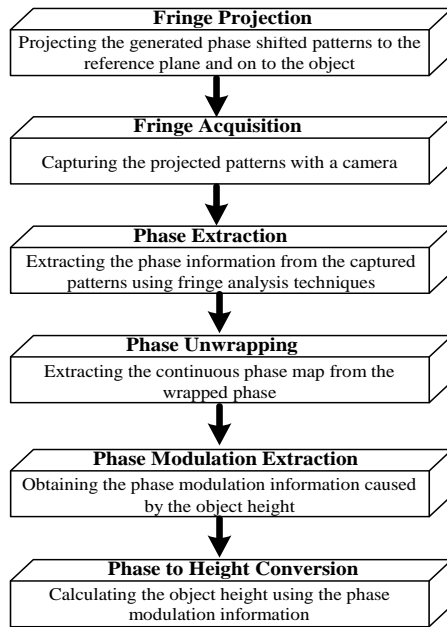 Fringe Projection
Projecting the generated phase shifted patterns to the
reference plane and on to the object
Fringe Acquisition
Capturing the projected patterns with a camera
Phase Extraction
Extracting the phase information from the captured
patterns using fringe analysis techniques
Phase Unwrapping
Extracting the continuous phase map from the
wrapped phase
Phase Modulation Extraction
Obtaining the phase modulation information caused
by the object height
Phase to Height Conversion
Calculating the object height using the phase
modulation information